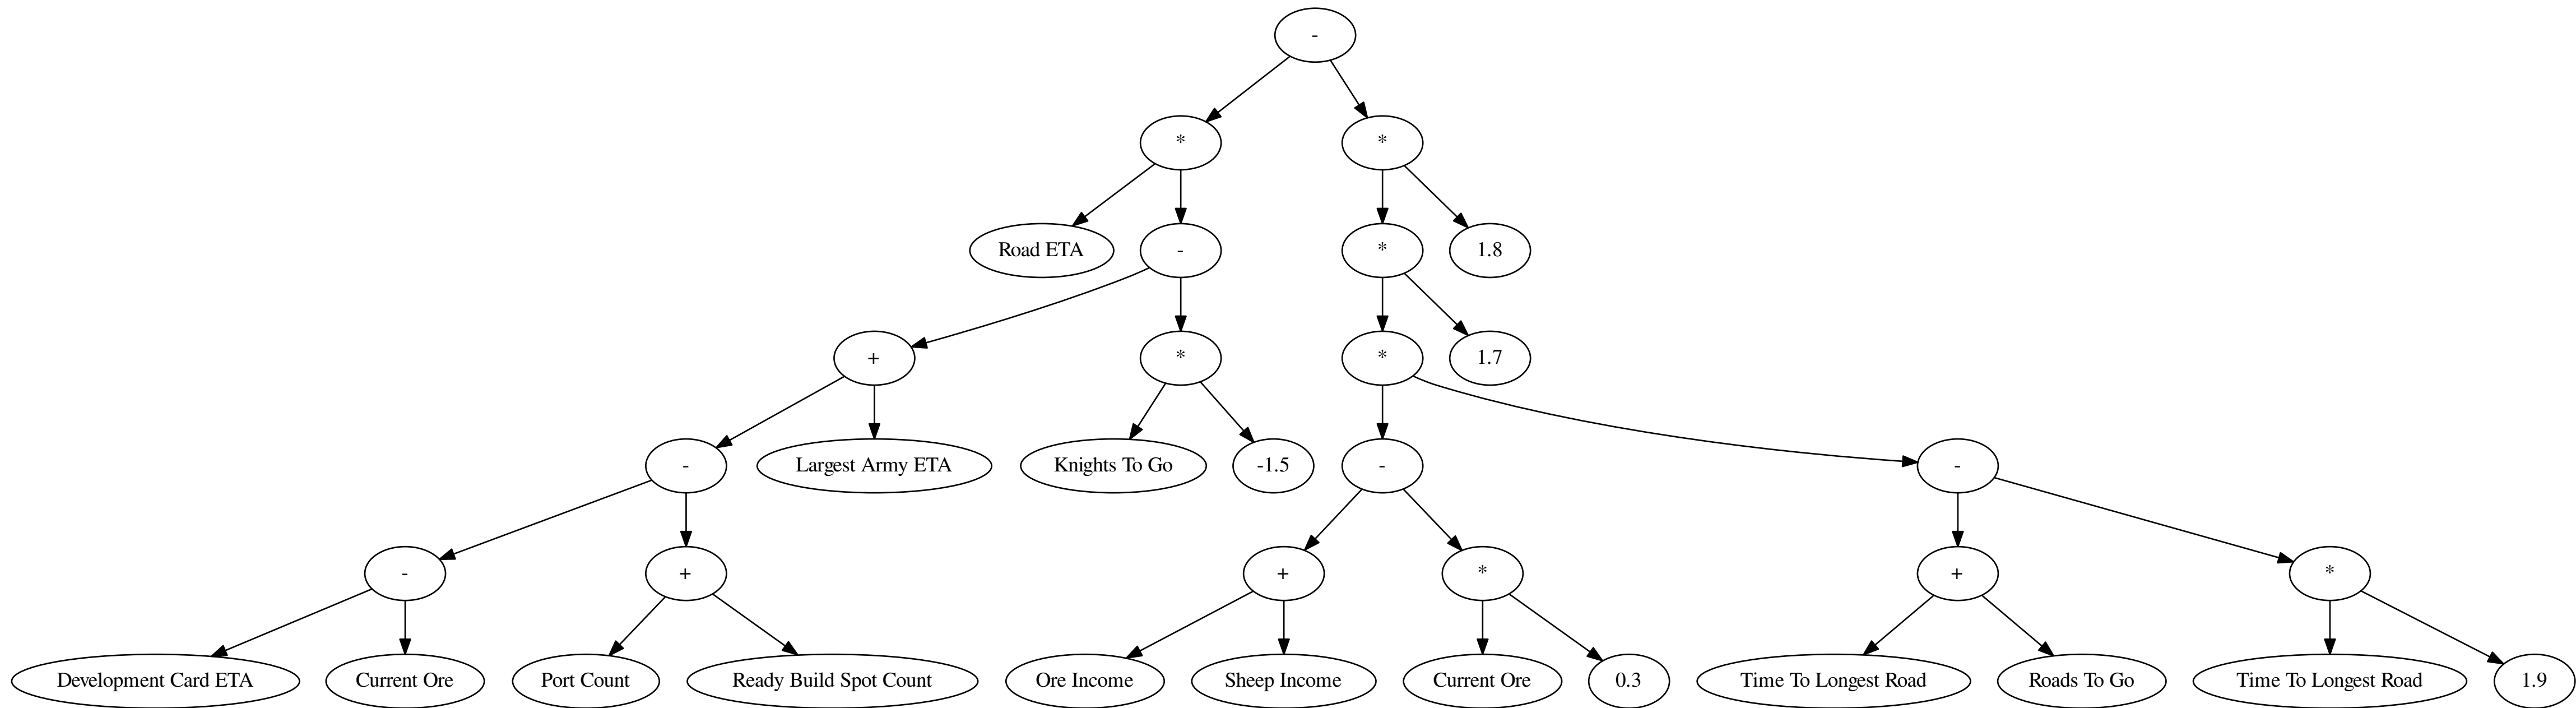 -
* *
Road ETA - * 1.8
+ * * 1.7
- Largest Army ETA Knights To Go -1.5 - -
- + + * + *
Development Card ETA Current Ore Port Count Ready Build Spot Count Ore Income Sheep Income Current Ore 0.3 Time To Longest Road Roads To Go Time To Longest Road 1.9